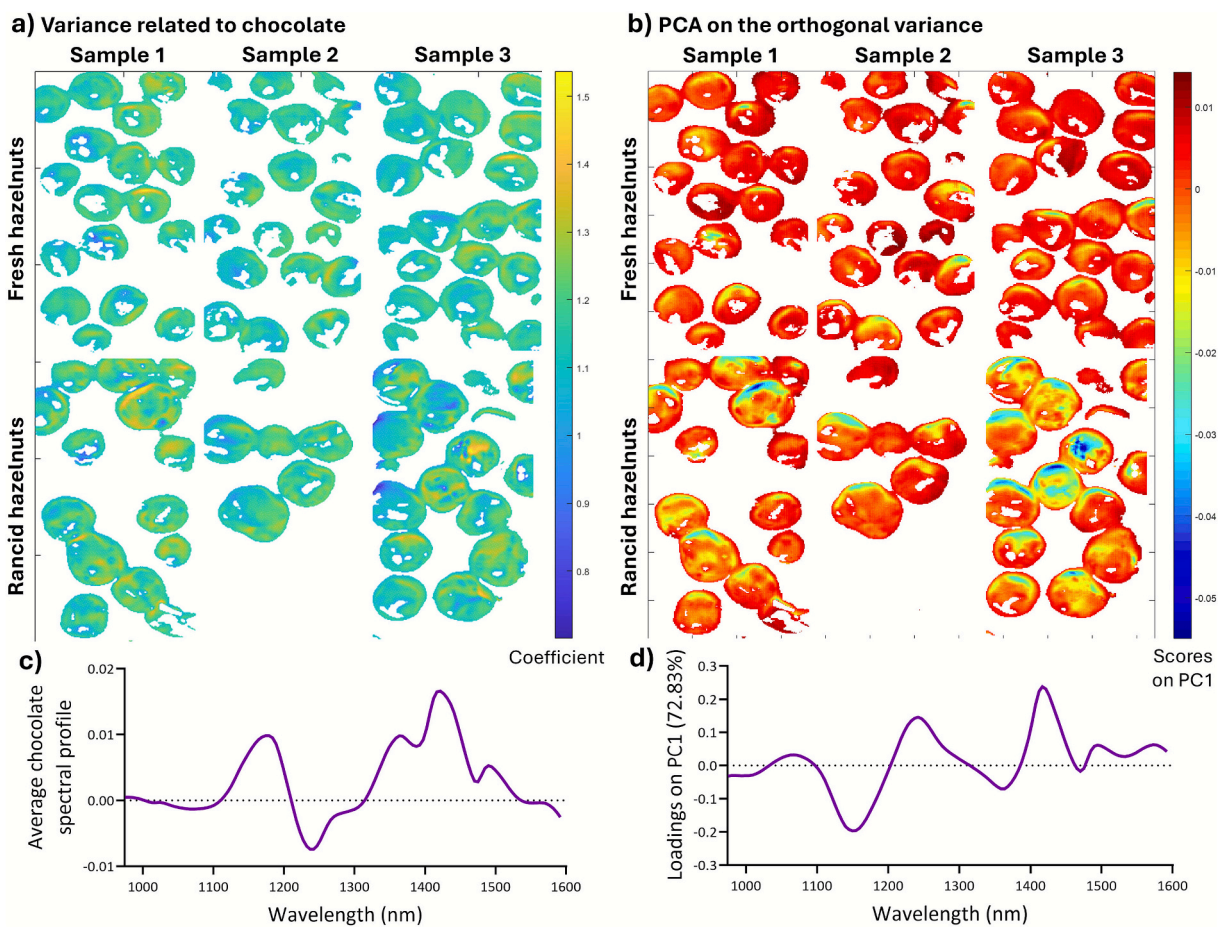 a) Variance related to chocolate
Sample 1 Sample 2 Sample 3
Fresh hazelnuts
Rancid hazelnuts
1.5
1.4
1.3
1.2
1.1
1
0.9
0.8
Coefficient
b) PCA on the orthogonal variance
Sample 1 Sample 2 Sample 3
Fresh hazelnuts
Rancid hazelnuts
0.01
0
-0.01
-0.02
-0.03
-0.04
-0.05
Scores
on PC1
c)
Average chocolate
spectral profile
0.02
0.01
0.00
-0.01
1000 1100 1200 1300 1400 1500 1600
Wavelength (nm)
d)
Loadings on PC1 (72.83%)
0.3
0.2
0.1
0.0
-0.1
-0.2
-0.3
1000 1100 1200 1300 1400 1500 1600
Wavelength (nm)